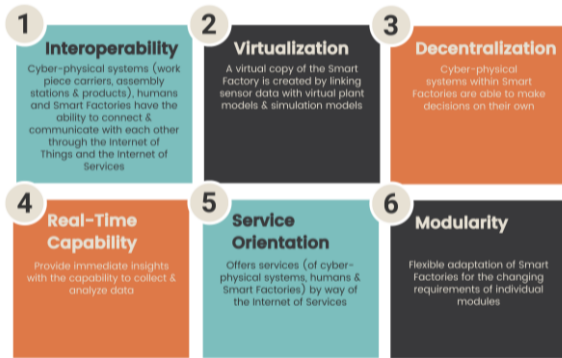 1
Interoperability
Cyber-physical systems (work
piece carriers, assembly
stations & products), humans
and Smart Factories have the
ability to connect &
communicate with each other
through the Internet of
Things and the Internet of
Services
2
Virtualization
A virtual copy of the Smart
Factory is created by linking
sensor data with virtual plant
models & simulation models
3
Decentralization
Cyber-physical
systems within Smart
Factories are able to make
decisions on their own
4
Real-Time
Capability
Provide immediate insights
with the capability to collect &
analyze data
5
Service
Orientation
Offers services (of cyber-
physical systems, humans &
Smart Factories) by way of
the Internet of Services
6
Modularity
Flexible adaptation of Smart
Factories for the changing
requirements of individual
modules